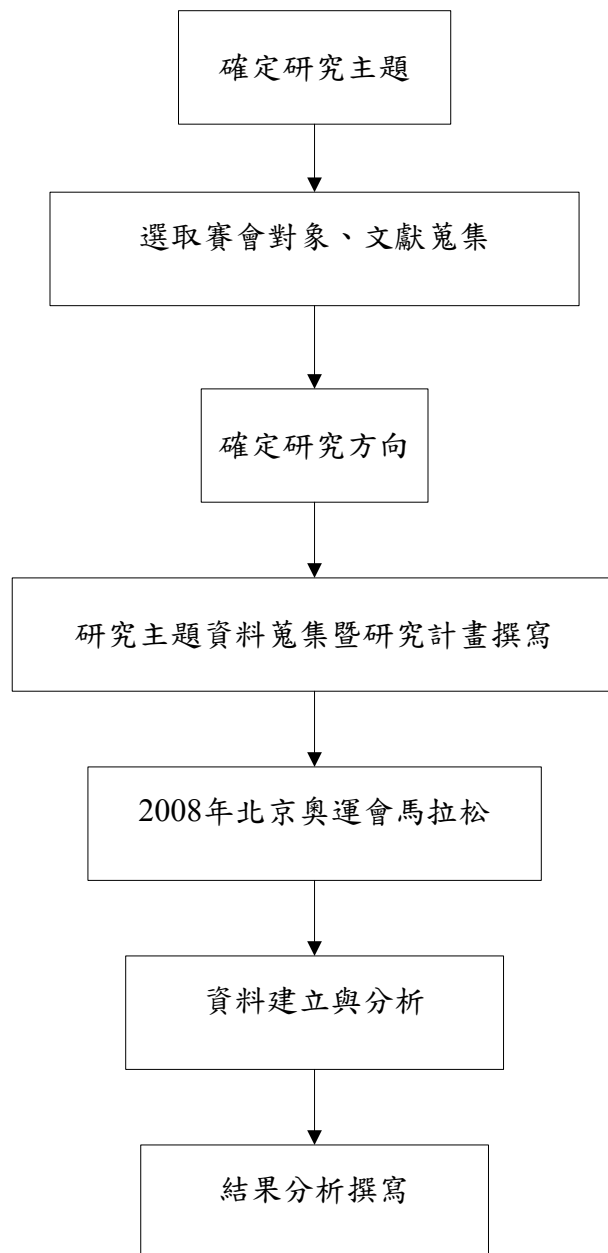 確定研究主題
選取賽會對象、文獻蒐集
確定研究方向
研究主題資料蒐集暨研究計畫撰寫
2008年北京奧運會馬拉松
資料建立與分析
結果分析撰寫